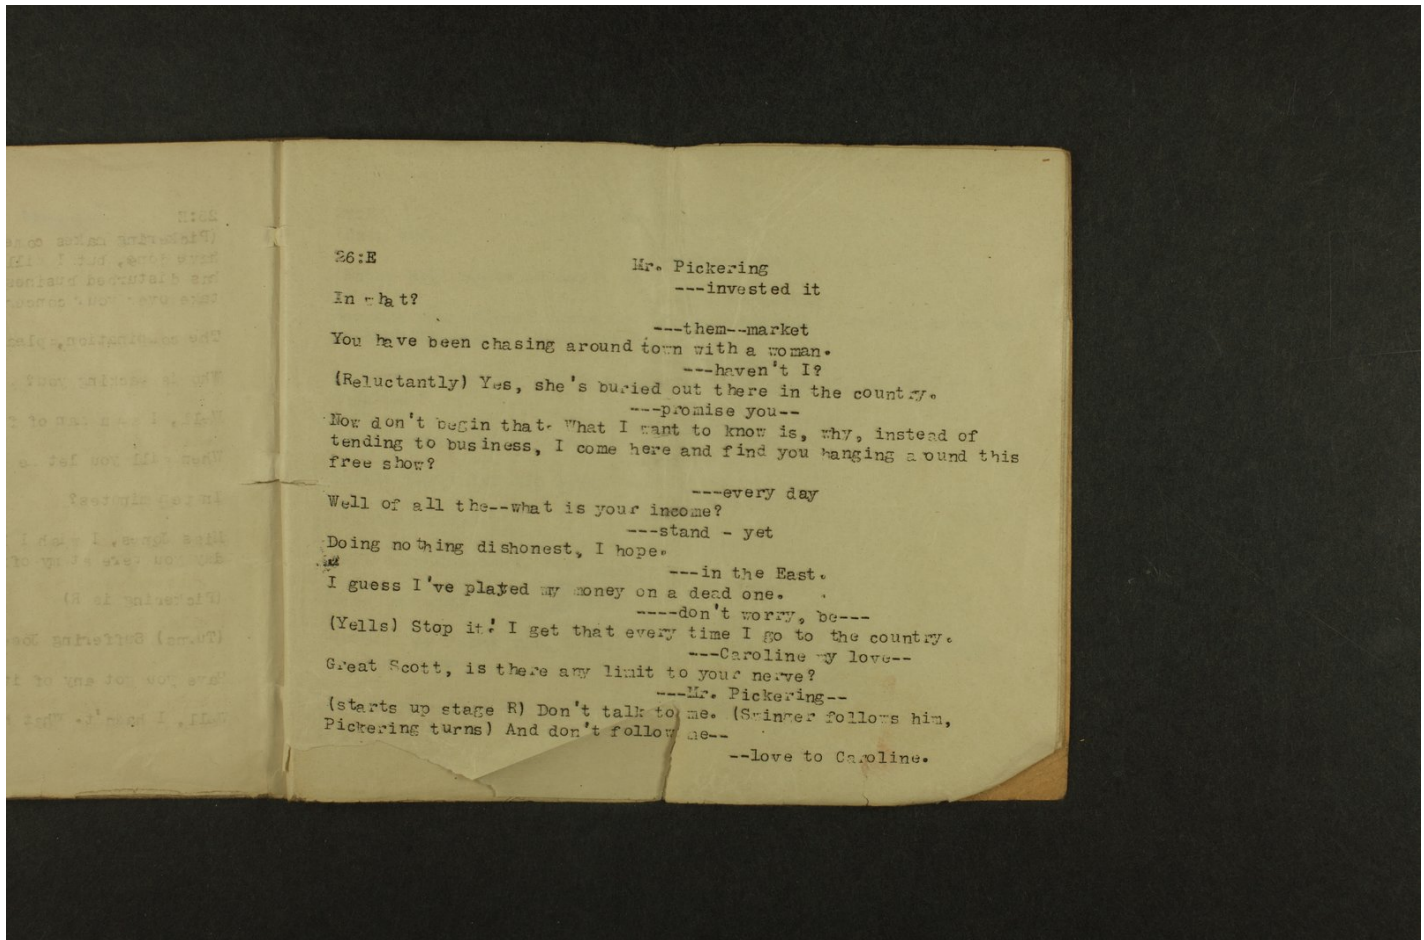 26:E
Mr. Pickering
---invested it
In what?
---them--market
You have been chasing around town with a woman.
---haven't I?
(Reluctantly) Yes, she's buried out there in the country.
---promise you--
Now don't begin that. What I want to know is, why, instead of
tending to business, I come here and find you hanging around this
free show?
---every day
Well of all the--what is your income?
---stand - yet
Doing nothing dishonest, I hope.
---in the East.
I guess I've played my money on a dead one.
----don't worry, be---
(Yells) Stop it! I get that every time I go to the country.
---Caroline my love--
Great Scott, is there any limit to your nerve?
---Mr. Pickering--
(starts up stage R) Don't talk to me. (Swinger follows him,
Pickering turns) And don't follow me--
--love to Caroline.